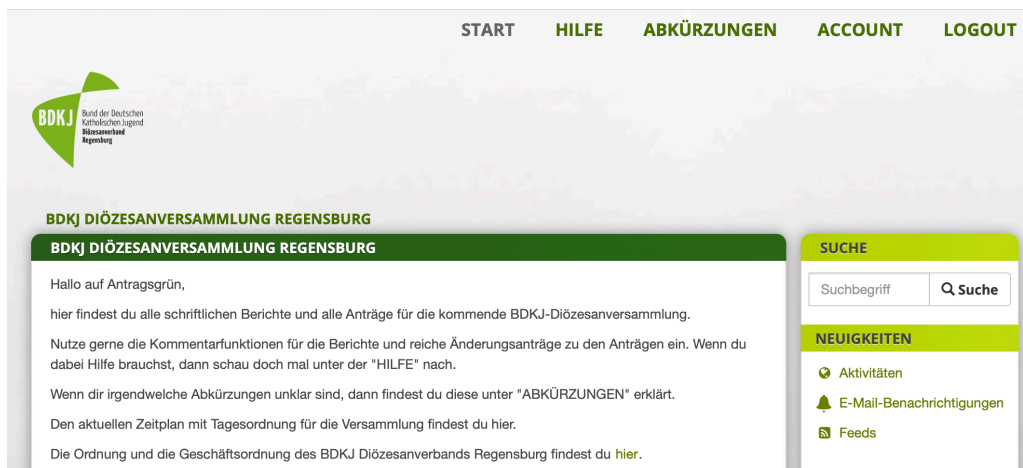 START HILFE ABKÜRZUNGEN ACCOUNT LOGOUT
BDKJ
Bund der Deutschen
Katholischen Jugend
Diözesanverband
Regensburg
BDKJ DIÖZESANVERSAMMLUNG REGENSBURG
BDKJ DIÖZESANVERSAMMLUNG REGENSBURG
Hallo auf Antragsgrün,
hier findest du alle schriftlichen Berichte und alle Anträge für die kommende BDKJ-Diözesanversammlung.
Nutze gerne die Kommentarfunktionen für die Berichte und reiche Änderungsanträge zu den Anträgen ein. Wenn du
dabei Hilfe brauchst, dann schau doch mal unter der "HILFE" nach.
Wenn dir irgendwelche Abkürzungen unklar sind, dann findest du diese unter "ABKÜRZUNGEN" erklärt.
Den aktuellen Zeitplan mit Tagesordnung für die Versammlung findest du hier.
Die Ordnung und die Geschäftsordnung des BDKJ Diözesanverbands Regensburg findest du hier.
SUCHE
Suchbegriff Suche
NEUIGKEITEN
Aktivitäten
E-Mail-Benachrichtigungen
Feeds